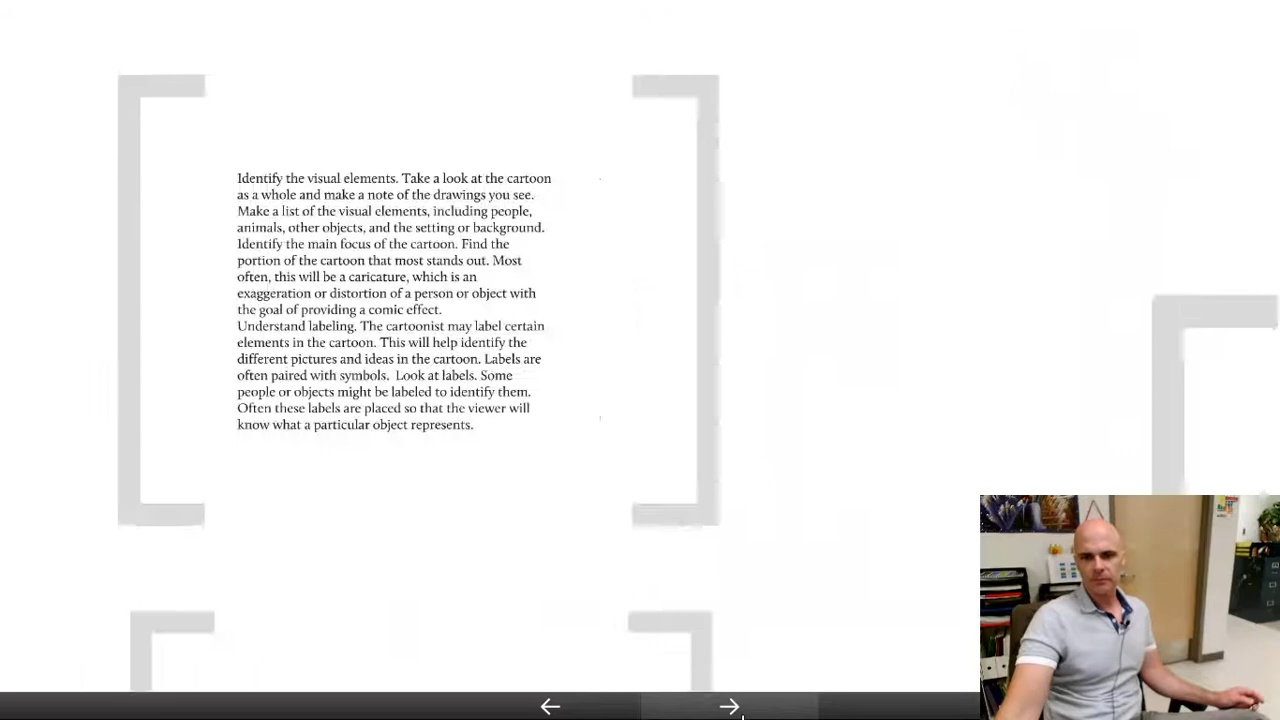 Identify the visual elements. Take a look at the cartoon
as a whole and make a note of the drawings you see.
Make a list of the visual elements, including people,
animals, other objects, and the setting or background.
Identify the main focus of the cartoon. Find the
portion of the cartoon that most stands out. Most
often, this will be a caricature, which is an
exaggeration or distortion of a person or object with
the goal of providing a comic effect.
Understand labeling. The cartoonist may label certain
elements in the cartoon. This will help identify the
different pictures and ideas in the cartoon. Labels are
often paired with symbols.  Look at labels. Some
people or objects might be labeled to identify them.
Often these labels are placed so that the viewer will
know what a particular object represents.